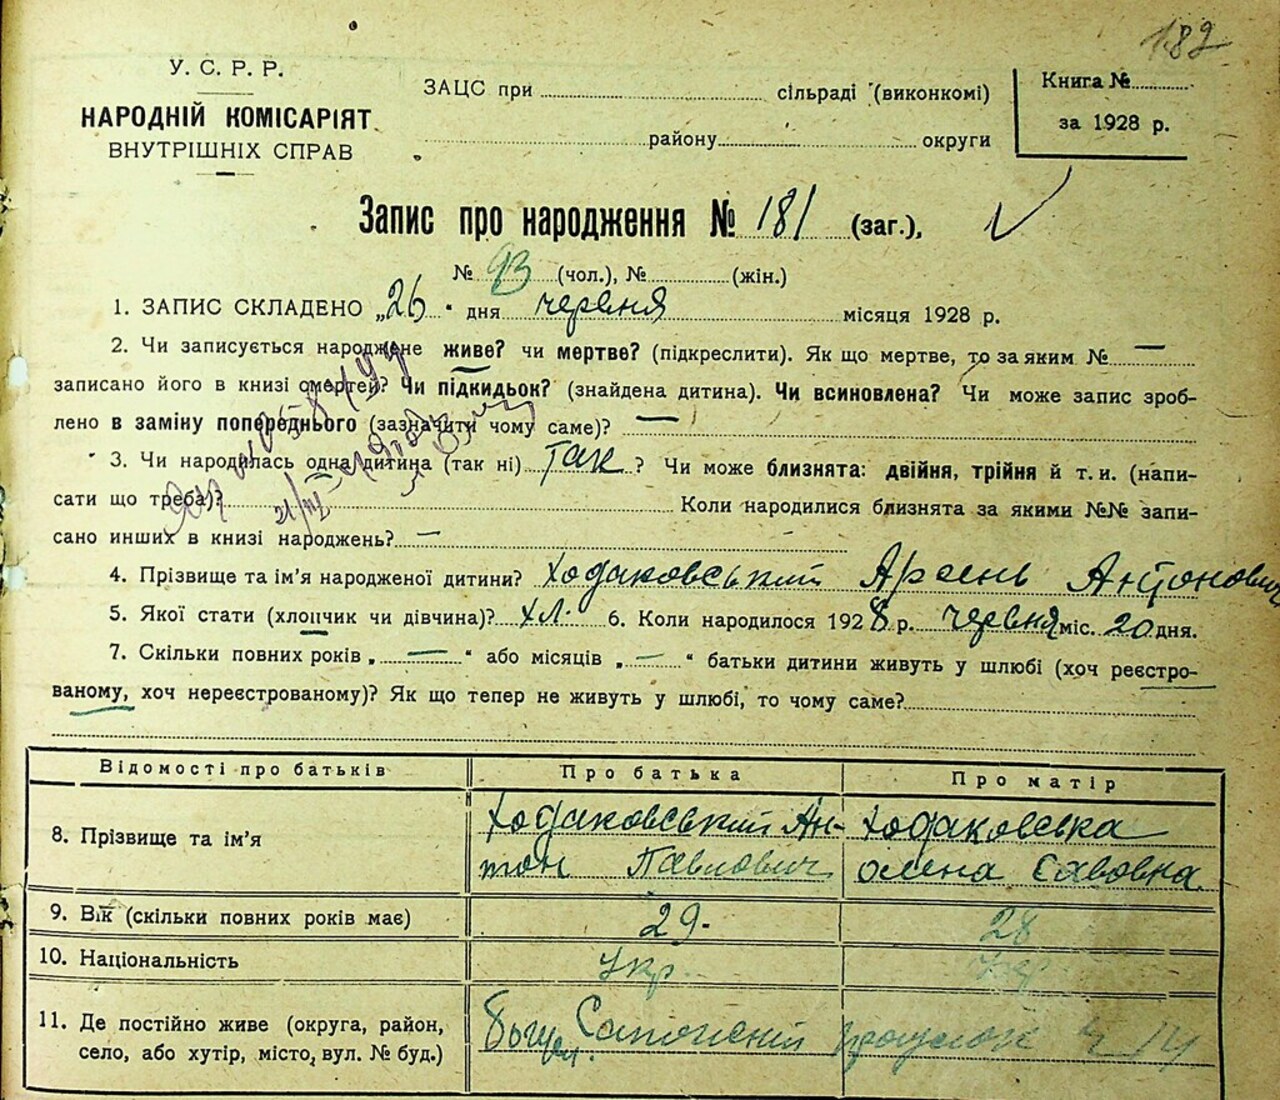 182
У. С. Р. Р.
НАРОДНІЙ КОМІСАРІЯТ
ВНУТРІШНІХ СПРАВ
ЗАЦС при сільраді (виконкомі)
району округи
Книга №
за 1928 р.
Запис про народження № 181 (заг.),
№ 93 (чол.), № (жін.)
1. ЗАПИС СКЛАДЕНО „26“ дня червня місяця 1928 р.
2. Чи записується народжене живе? чи мертве? (підкреслити). Як що мертве, то за яким № —
записано його в книзі смертей? Чи підкидьок? (знайдена дитина). Чи всиновлена? Чи може запис зроб-
лено в заміну попереднього (зазначити чому саме)? —
3. Чи народилась одна дитина (так ні) так ? Чи може близнята: двійня, трійня й т. и. (напи-
сати що треба)? Коли народилися близнята за якими №№ запи-
сано инших в книзі народжень? —
4. Прізвище та ім’я народженої дитини? Ходаковський Арсень Антонович
5. Якої стати (хлопчик чи дівчина)? хл. 6. Коли народилося 1928 р. червня міс. 20 дня.
7. Скільки повних років „ — “ або місяців „ — “ батьки дитини живуть у шлюбі (хоч реєстро-
ваному, хоч нереєстрованому)? Як що тепер не живуть у шлюбі, то чому саме?
Відомості про батьків Про батька Про матір
8. Прізвище та ім’я Ходаковський Ан- Ходаковська
тон Павлович Олена Савовна
9. Вік (скільки повних років має) 29. 28
10. Національність Укр. Укр
11. Де постійно живе (округа, район,
село, або хутір, місто, вул. № буд.)